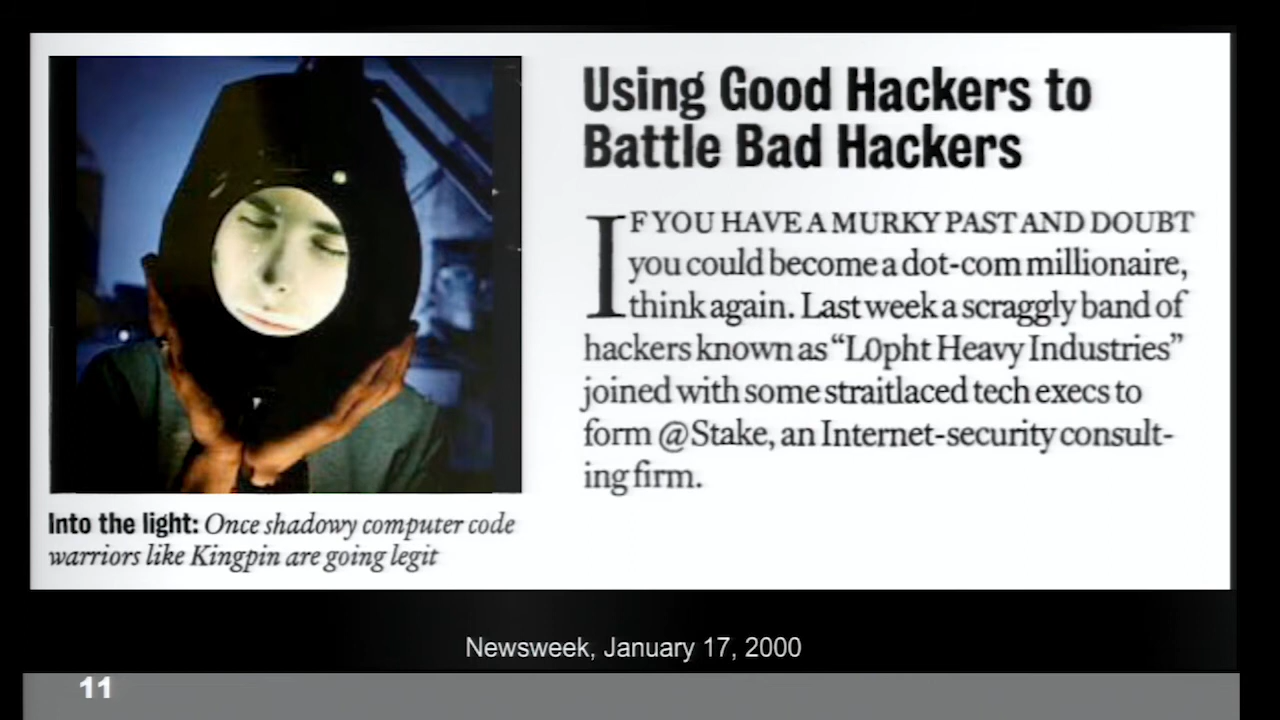 Using Good Hackers to
Battle Bad Hackers
IF YOU HAVE A MURKY PAST AND DOUBT
you could become a dot-com millionaire,
think again. Last week a scraggly band of
hackers known as “L0pht Heavy Industries”
joined with some straitlaced tech execs to
form @Stake, an Internet-security consult-
ing firm.
Into the light: Once shadowy computer code
warriors like Kingpin are going legit
Newsweek, January 17, 2000
11